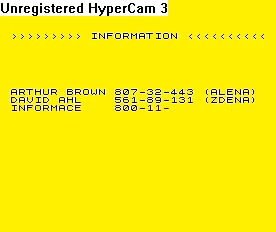 Unregistered HyperCam 3
>>>>>>>>> INFORMATION <<<<<<<<<<
ARTHUR BROWN 807-32-443 (ALENA)
DAVID AHL 561-89-131 (ZDENA)
INFORMACE 800-11-